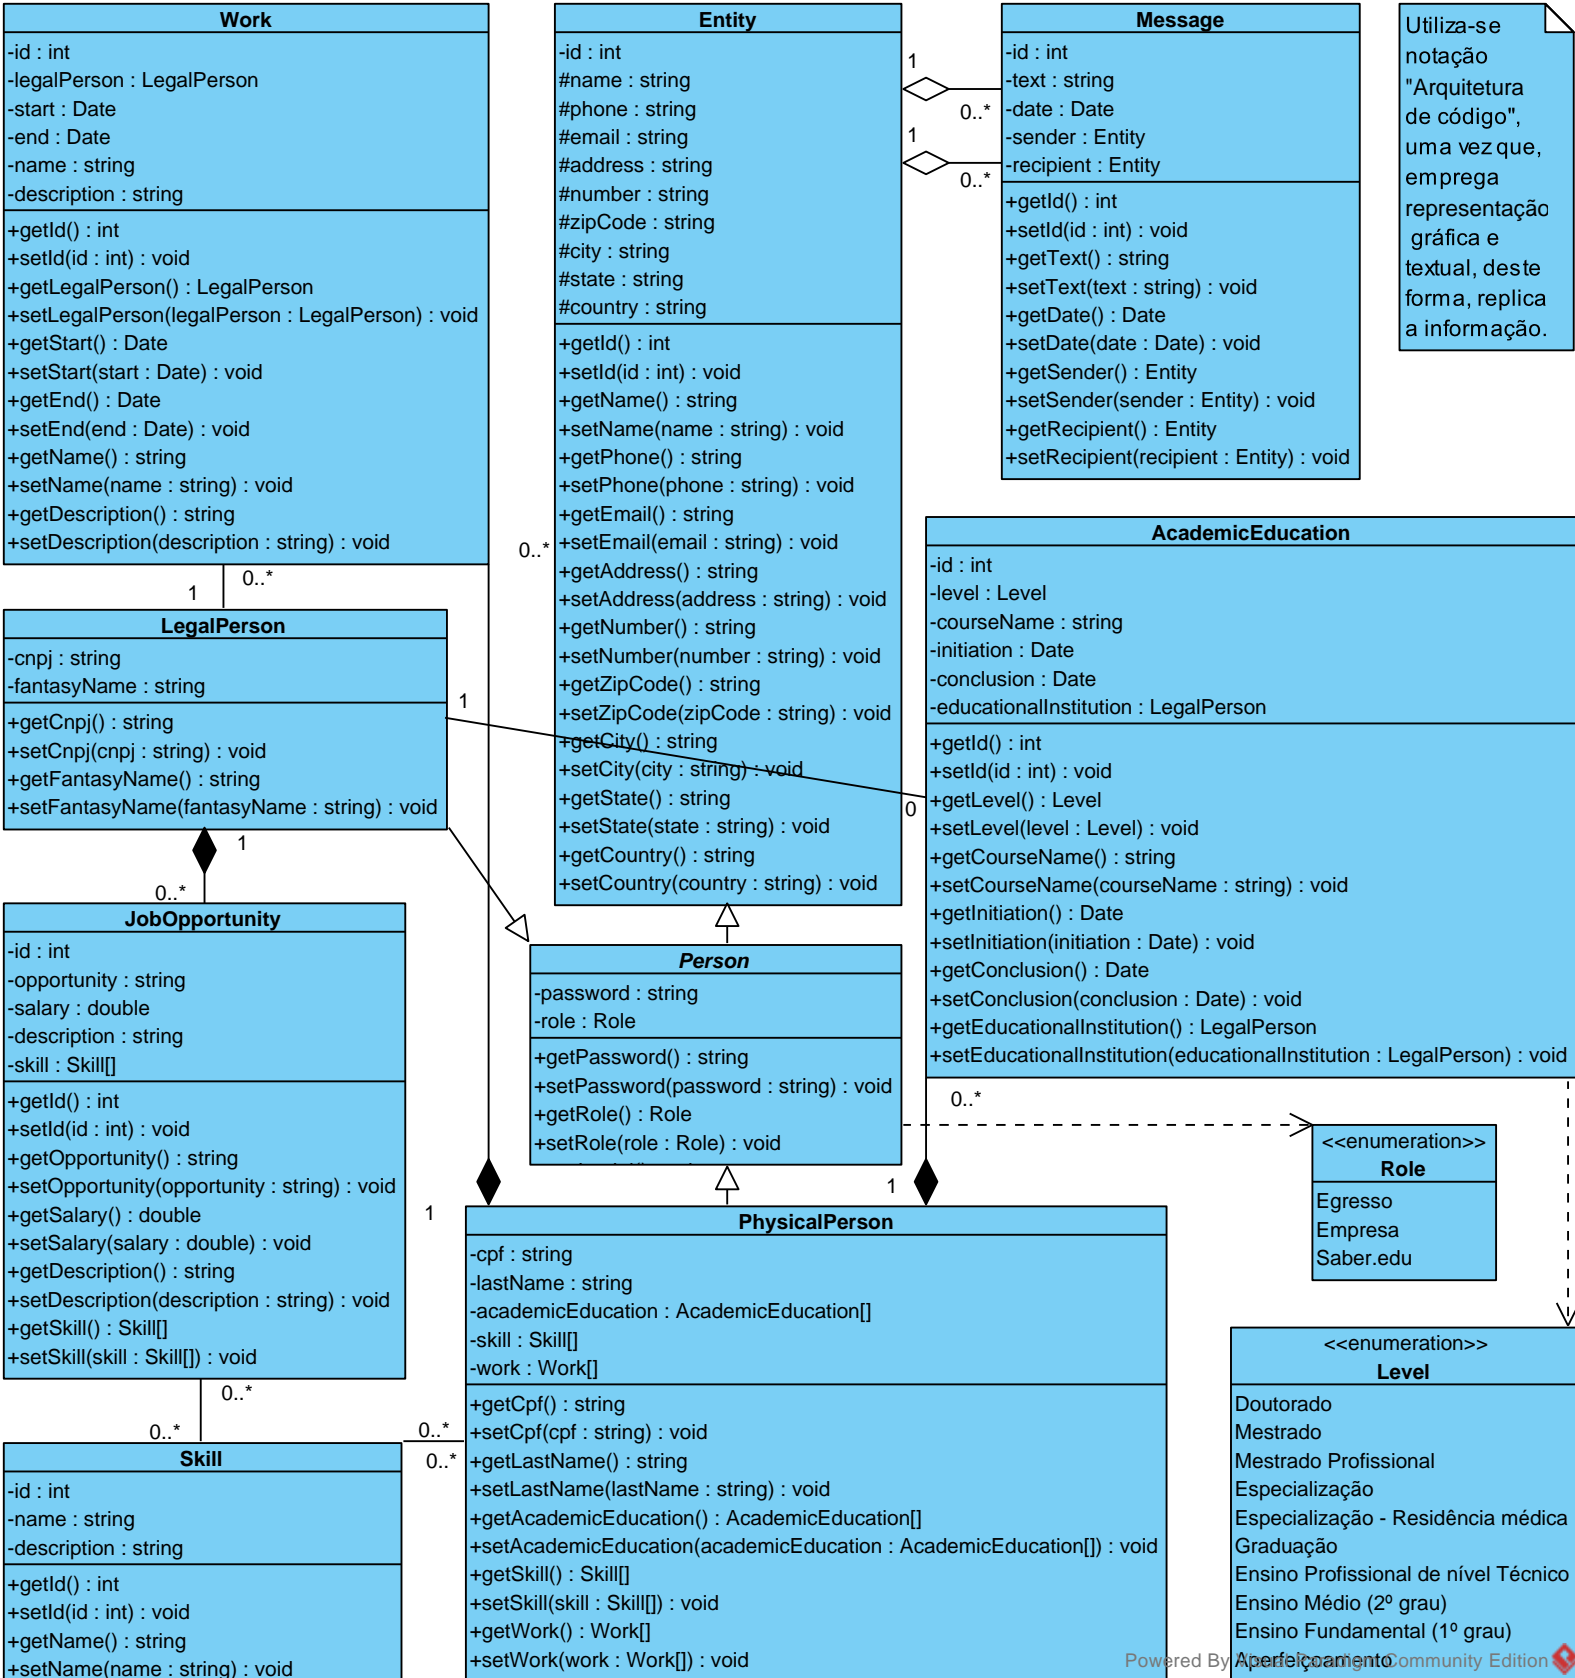 Work
-id : int
-legalPerson : LegalPerson
-start : Date
-end : Date
-name : string
-description : string
+getId() : int
+setId(id : int) : void
+getLegalPerson() : LegalPerson
+setLegalPerson(legalPerson : LegalPerson) : void
+getStart() : Date
+setStart(start : Date) : void
+getEnd() : Date
+setEnd(end : Date) : void
+getName() : string
+setName(name : string) : void
+getDescription() : string
+setDescription(description : string) : void
1
0..*
LegalPerson
-cnpj : string
-fantasyName : string
+getCnpj() : string
+setCnpj(cnpj : string) : void
+getFantasyName() : string
+setFantasyName(fantasyName : string) : void
1
0..*
JobOpportunity
-id : int
-opportunity : string
-salary : double
-description : string
-skill : Skill[]
+getId() : int
+setId(id : int) : void
+getOpportunity() : string
+setOpportunity(opportunity : string) : void
+getSalary() : double
+setSalary(salary : double) : void
+getDescription() : string
+setDescription(description : string) : void
+getSkill() : Skill[]
+setSkill(skill : Skill[]) : void
0..*
0..*
Skill
-id : int
-name : string
-description : string
+getId() : int
+setId(id : int) : void
+getName() : string
+setName(name : string) : void
Entity
-id : int
#name : string
#phone : string
#email : string
#address : string
#number : string
#zipCode : string
#city : string
#state : string
#country : string
+getId() : int
+setId(id : int) : void
+getName() : string
+setName(name : string) : void
+getPhone() : string
+setPhone(phone : string) : void
+getEmail() : string
+setEmail(email : string) : void
+getAddress() : string
+setAddress(address : string) : void
+getNumber() : string
+setNumber(number : string) : void
+getZipCode() : string
+setZipCode(zipCode : string) : void
+getCity() : string
+setCity(city : string) : void
+getState() : string
+setState(state : string) : void
+getCountry() : string
+setCountry(country : string) : void
0..*
1
0
Person
-password : string
-role : Role
+getPassword() : string
+setPassword(password : string) : void
+getRole() : Role
+setRole(role : Role) : void
1
1
0..*
PhysicalPerson
-cpf : string
-lastName : string
-academicEducation : AcademicEducation[]
-skill : Skill[]
-work : Work[]
+getCpf() : string
+setCpf(cpf : string) : void
+getLastName() : string
+setLastName(lastName : string) : void
+getAcademicEducation() : AcademicEducation[]
+setAcademicEducation(academicEducation : AcademicEducation[]) : void
+getSkill() : Skill[]
+setSkill(skill : Skill[]) : void
+getWork() : Work[]
+setWork(work : Work[]) : void
0..*
0..*
1
0..*
1
0..*
Message
-id : int
-text : string
-date : Date
-sender : Entity
-recipient : Entity
+getId() : int
+setId(id : int) : void
+getText() : string
+setText(text : string) : void
+getDate() : Date
+setDate(date : Date) : void
+getSender() : Entity
+setSender(sender : Entity) : void
+getRecipient() : Entity
+setRecipient(recipient : Entity) : void
Utiliza-se
notação
"Arquitetura
de código",
uma vez que,
emprega
representação
gráfica e
textual, deste
forma, replica
a informação.
AcademicEducation
-id : int
-level : Level
-courseName : string
-initiation : Date
-conclusion : Date
-educationalInstitution : LegalPerson
+getId() : int
+setId(id : int) : void
+getLevel() : Level
+setLevel(level : Level) : void
+getCourseName() : string
+setCourseName(courseName : string) : void
+getInitiation() : Date
+setInitiation(initiation : Date) : void
+getConclusion() : Date
+setConclusion(conclusion : Date) : void
+getEducationalInstitution() : LegalPerson
+setEducationalInstitution(educationalInstitution : LegalPerson) : void
<<enumeration>>
Role
Egresso
Empresa
Saber.edu
<<enumeration>>
Level
Doutorado
Mestrado
Mestrado Profissional
Especialização
Especialização - Residência médica
Graduação
Ensino Profissional de nível Técnico
Ensino Médio (2º grau)
Ensino Fundamental (1º grau)
Aperfeiçoamento
Powered By Visual Paradigm Community Edition